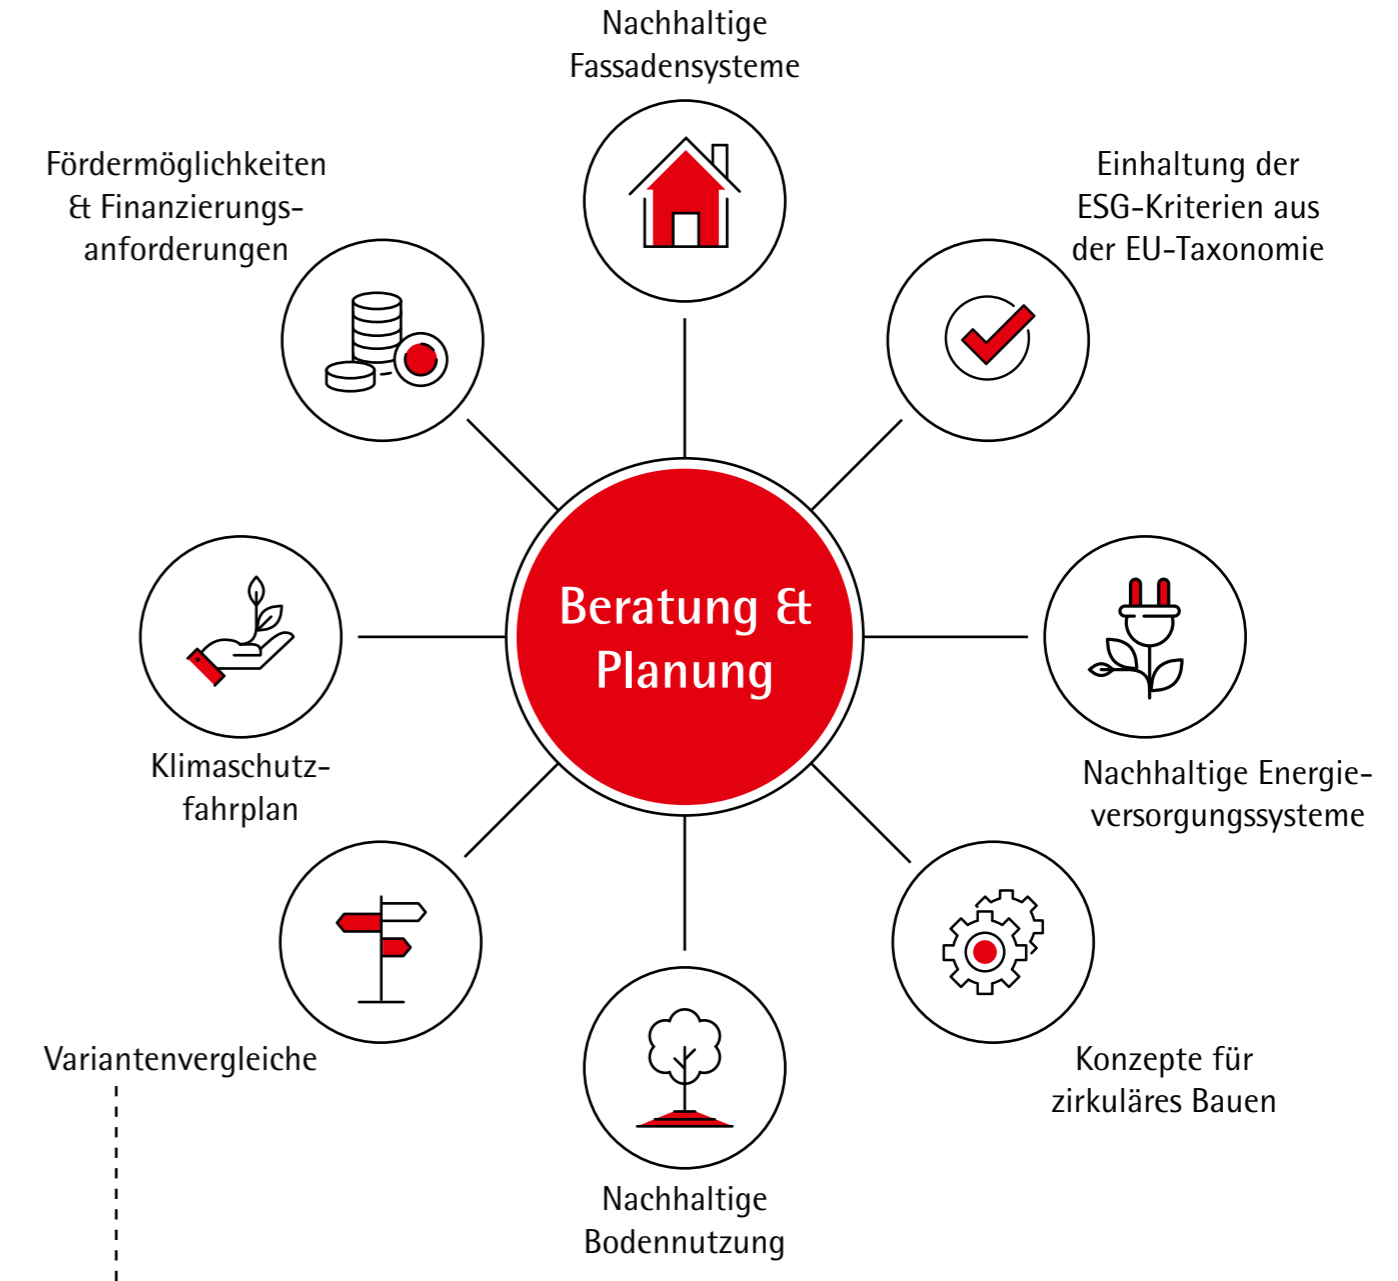 Nachhaltige
Fassadensysteme
Fördermöglichkeiten
& Finanzierungs-
anforderungen
Einhaltung der
ESG-Kriterien aus
der EU-Taxonomie
Beratung &
Planung
Klimaschutz-
fahrplan
Nachhaltige Energie-
versorgungssysteme
Variantenvergleiche
Konzepte für
zirkuläres Bauen
Nachhaltige
Bodennutzung